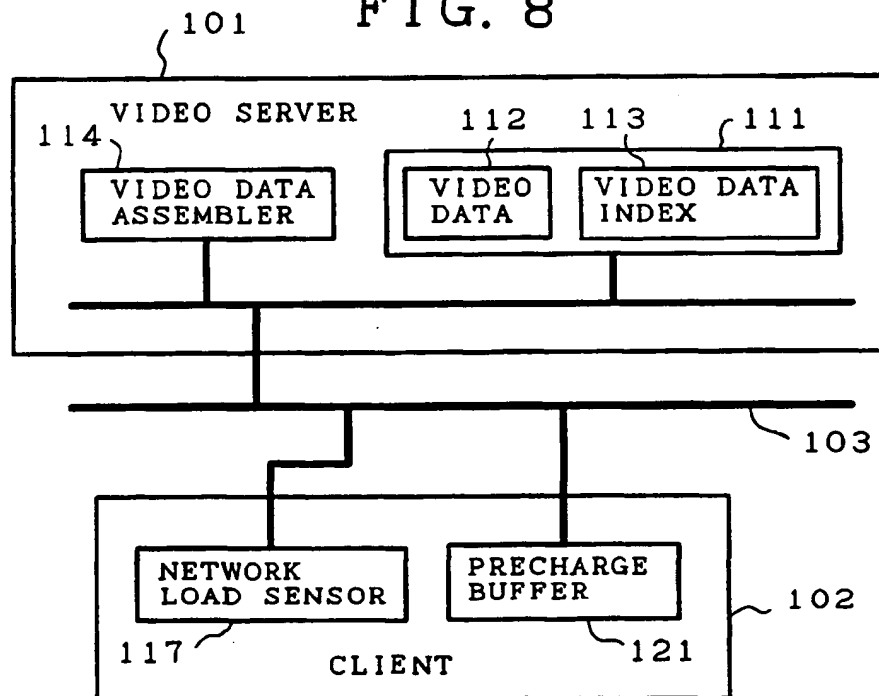 FIG. 8
101
VIDEO SERVER
114
112
113
111
VIDEO DATA
ASSEMBLER
VIDEO
DATA
VIDEO DATA
INDEX
103
NETWORK
LOAD SENSOR
PRECHARGE
BUFFER
102
117
121
CLIENT